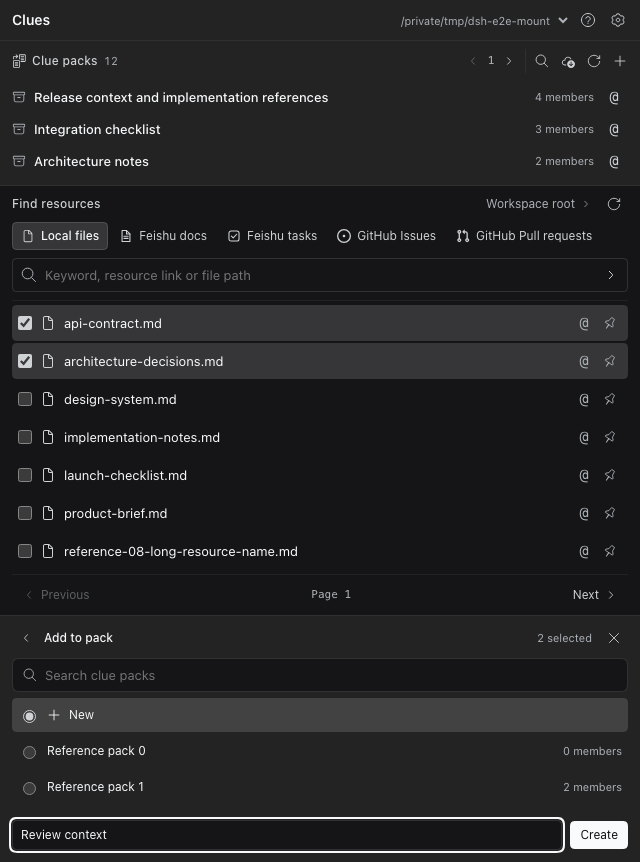 Clues /private/tmp/dsh-e2e-mount
Clue packs 12 1
Release context and implementation references 4 members @
Integration checklist 3 members @
Architecture notes 2 members @
Find resources Workspace root
Local files Feishu docs Feishu tasks GitHub Issues GitHub Pull requests
Keyword, resource link or file path
api-contract.md @
architecture-decisions.md @
design-system.md @
implementation-notes.md @
launch-checklist.md @
product-brief.md @
reference-08-long-resource-name.md @
Previous Page 1 Next
Add to pack 2 selected
Search clue packs
New
Reference pack 0 0 members
Reference pack 1 2 members
Review context Create